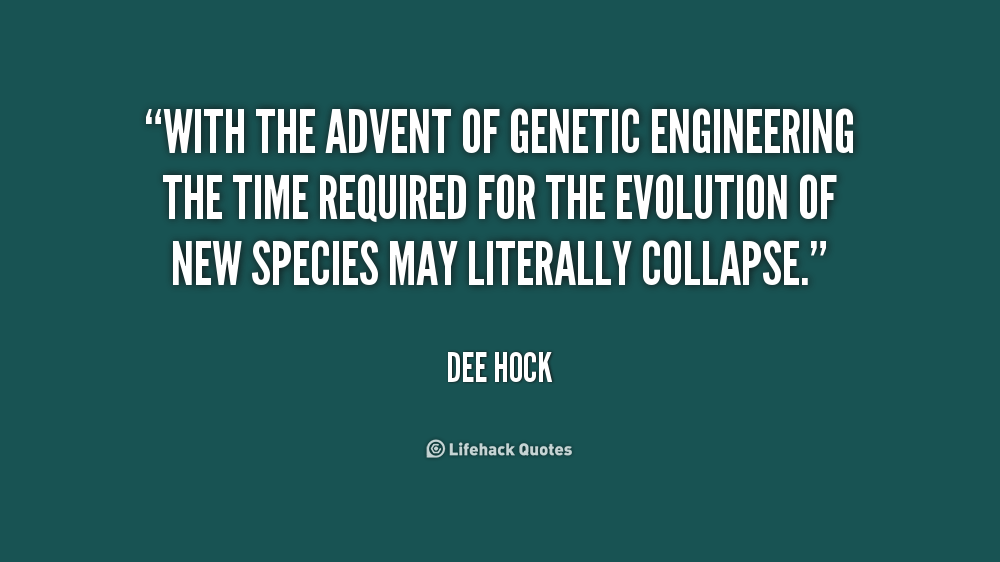 “WITH THE ADVENT OF GENETIC ENGINEERING
THE TIME REQUIRED FOR THE EVOLUTION OF
NEW SPECIES MAY LITERALLY COLLAPSE.”
DEE HOCK
Lifehack Quotes